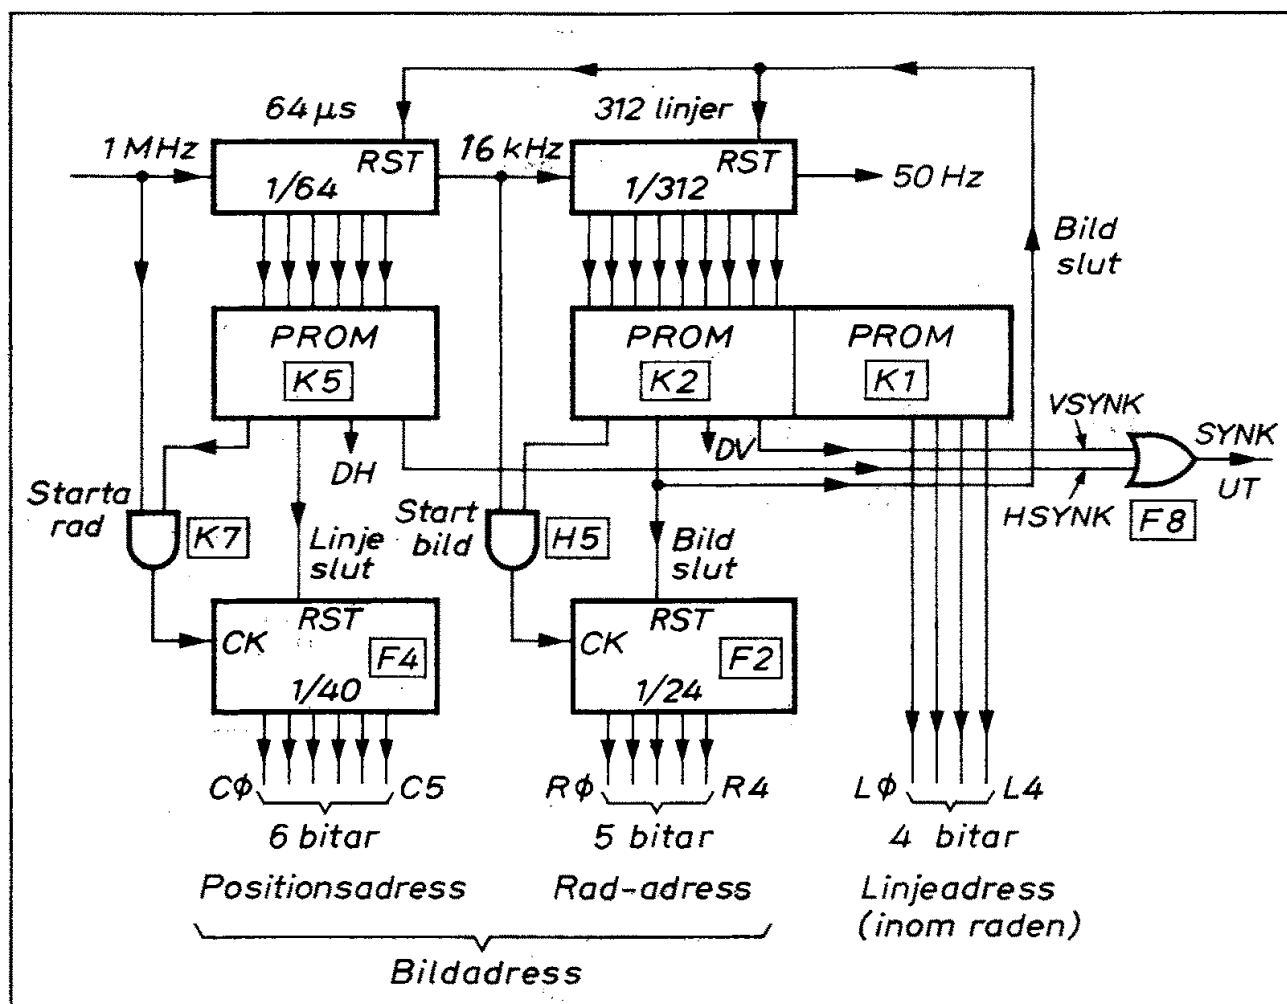 64 µs
312 linjer
1 MHz
RST
1/64
16 kHz
RST
1/312
50 Hz
Bild
slut
PROM
K5
PROM
K2
PROM
K1
VSYNK
SYNK
UT
HSYNK
F8
DH
DV
Starta
rad
K7
Linje
slut
Start
bild
H5
Bild
slut
RST
CK
F4
1/40
RST
CK
F2
1/24
CØ
C5
RØ
R4
LØ
L4
6 bitar
5 bitar
4 bitar
Positionsadress
Rad-adress
Linjeadress
(inom raden)
Bildadress